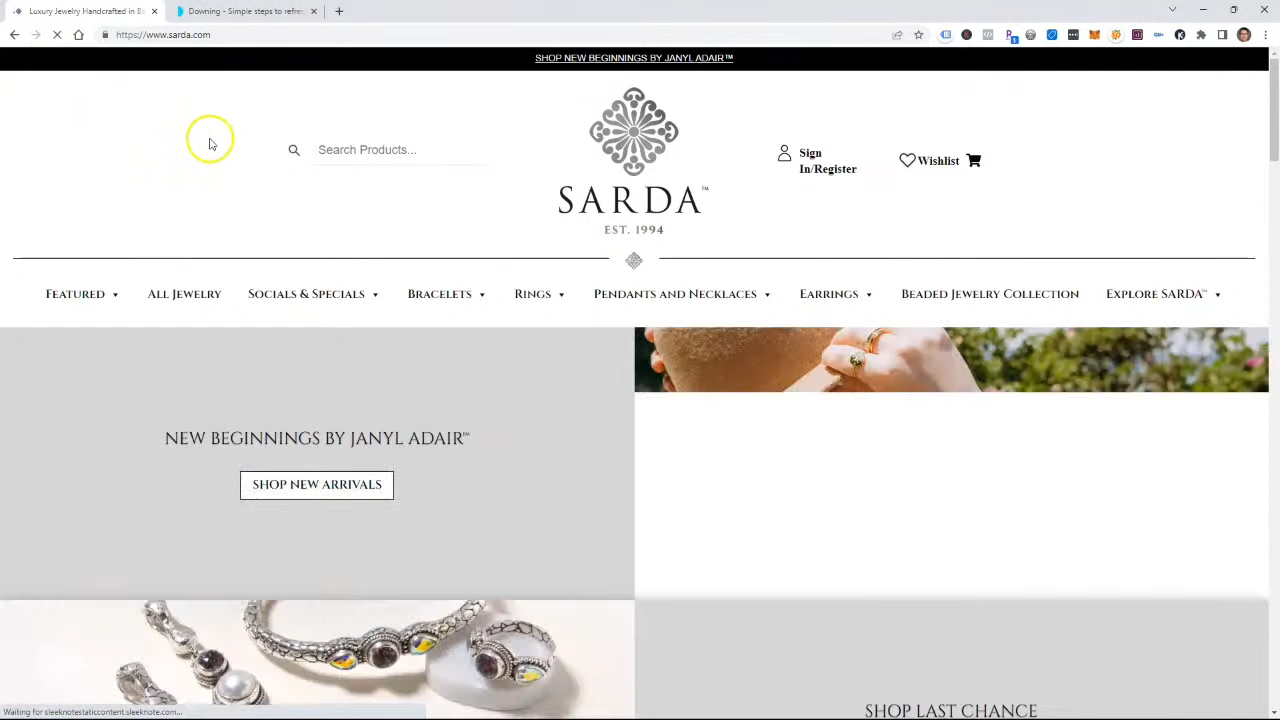 Luxury Jewelry Handcrafted in Ba
Downing - Simple steps to refres
https://www.sarda.com
SHOP NEW BEGINNINGS BY JANYL ADAIR™
Search Products...
SARDA™
EST. 1994
Sign In/Register
Wishlist
FEATURED
ALL JEWELRY
SOCIALS & SPECIALS
BRACELETS
RINGS
PENDANTS AND NECKLACES
EARRINGS
BEADED JEWELRY COLLECTION
EXPLORE SARDA™
NEW BEGINNINGS BY JANYL ADAIR™
SHOP NEW ARRIVALS
SHOP LAST CHANCE
Waiting for sleeknotestaticcontent.sleeknote.com...